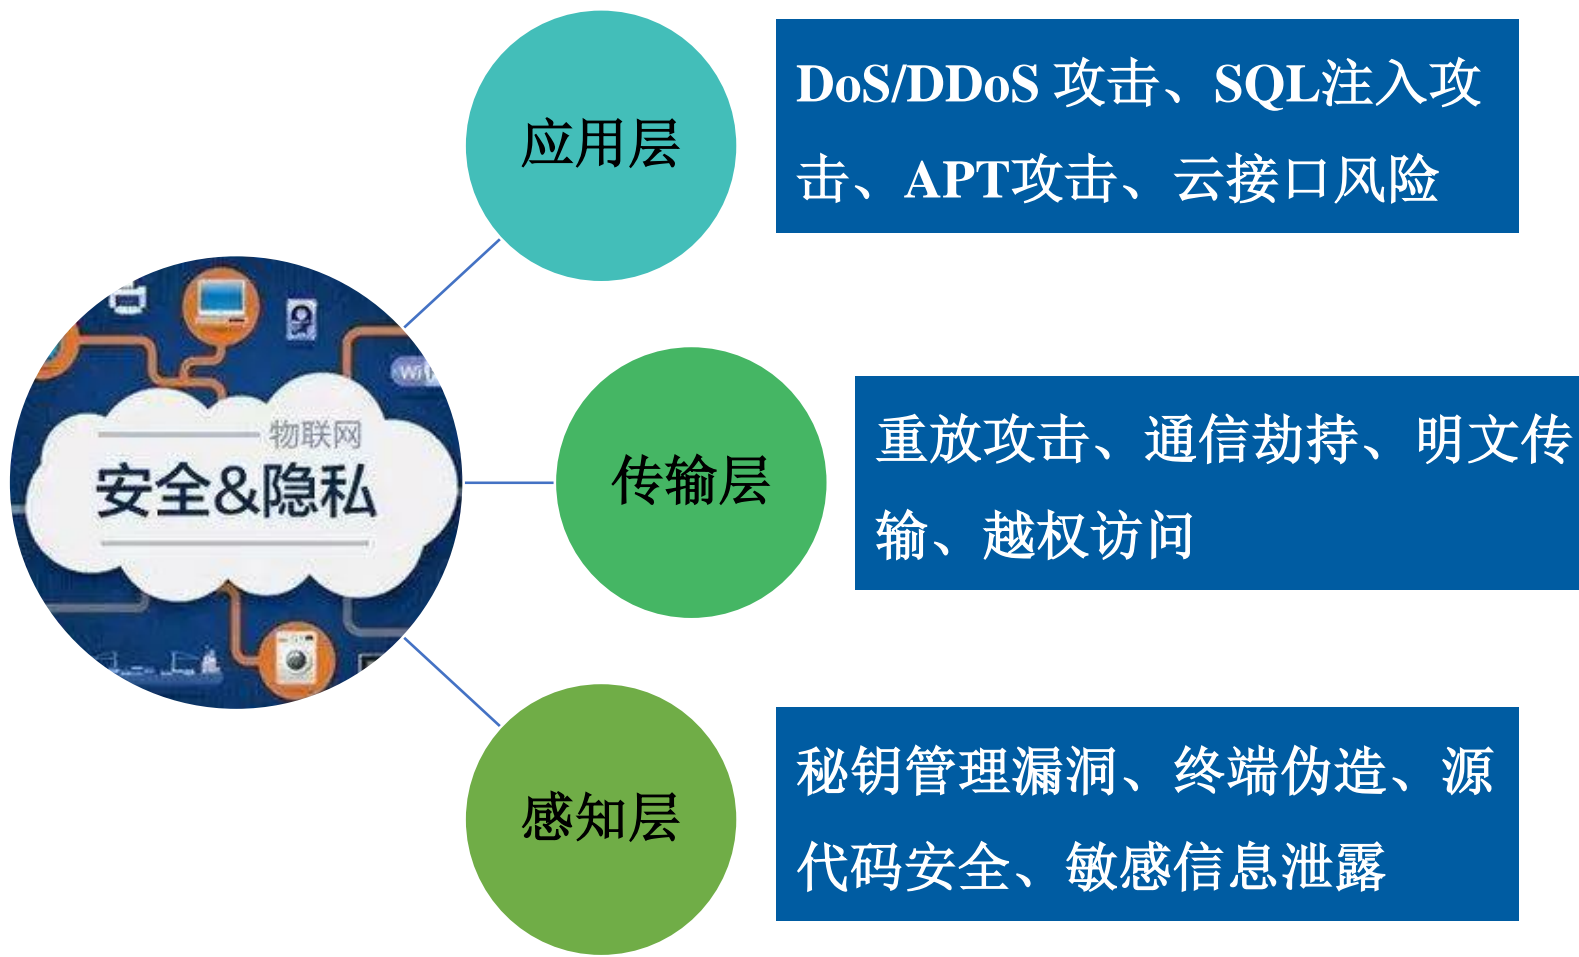 应用层
DoS/DDoS 攻击、SQL注入攻
击、APT攻击、云接口风险
物联网
安全&隐私
传输层
重放攻击、通信劫持、明文传
输、越权访问
感知层
秘钥管理漏洞、终端伪造、源
代码安全、敏感信息泄露